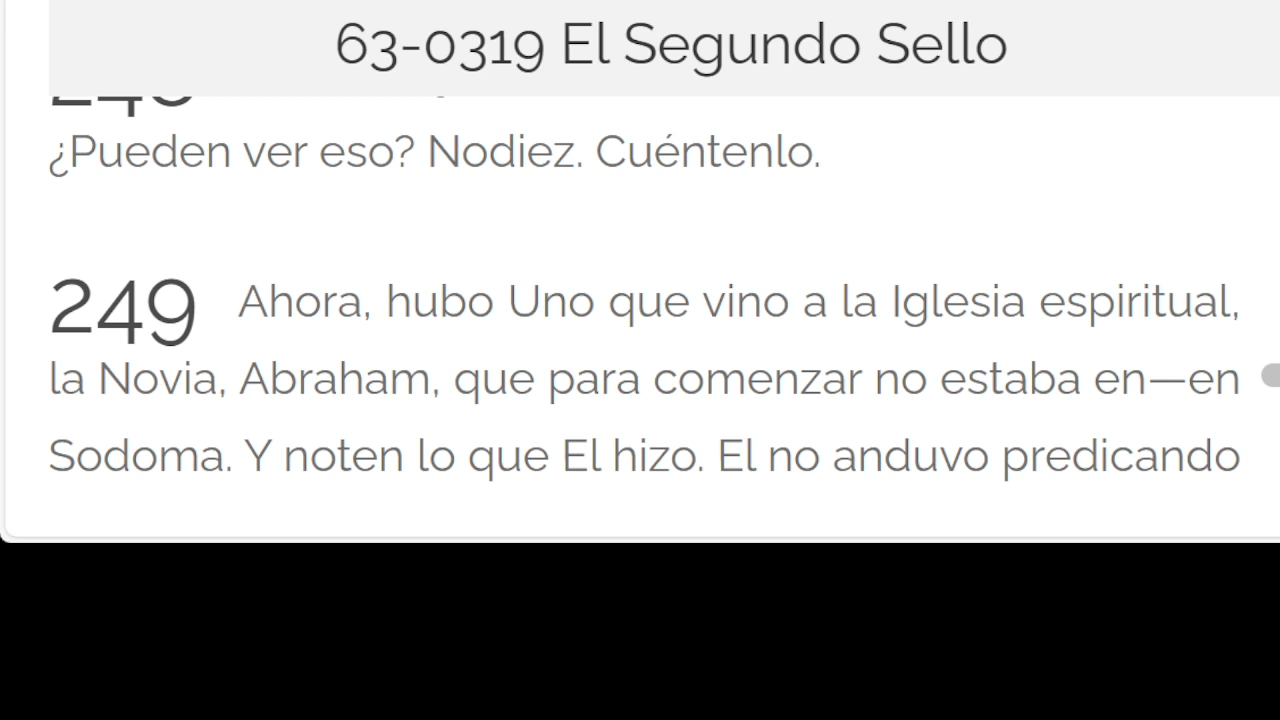 63-0319 El Segundo Sello
¿Pueden ver eso? Nodiez. Cuéntenlo.
249 Ahora, hubo Uno que vino a la Iglesia espiritual,
la Novia, Abraham, que para comenzar no estaba en—en
Sodoma. Y noten lo que El hizo. El no anduvo predicando